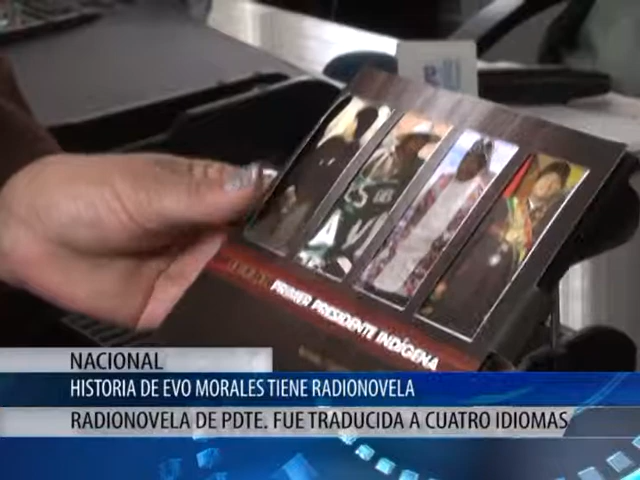 PRIMER PRESIDENTE INDÍGENA
NACIONAL
HISTORIA DE EVO MORALES TIENE RADIONOVELA
RADIONOVELA DE PDTE. FUE TRADUCIDA A CUATRO IDIOMAS